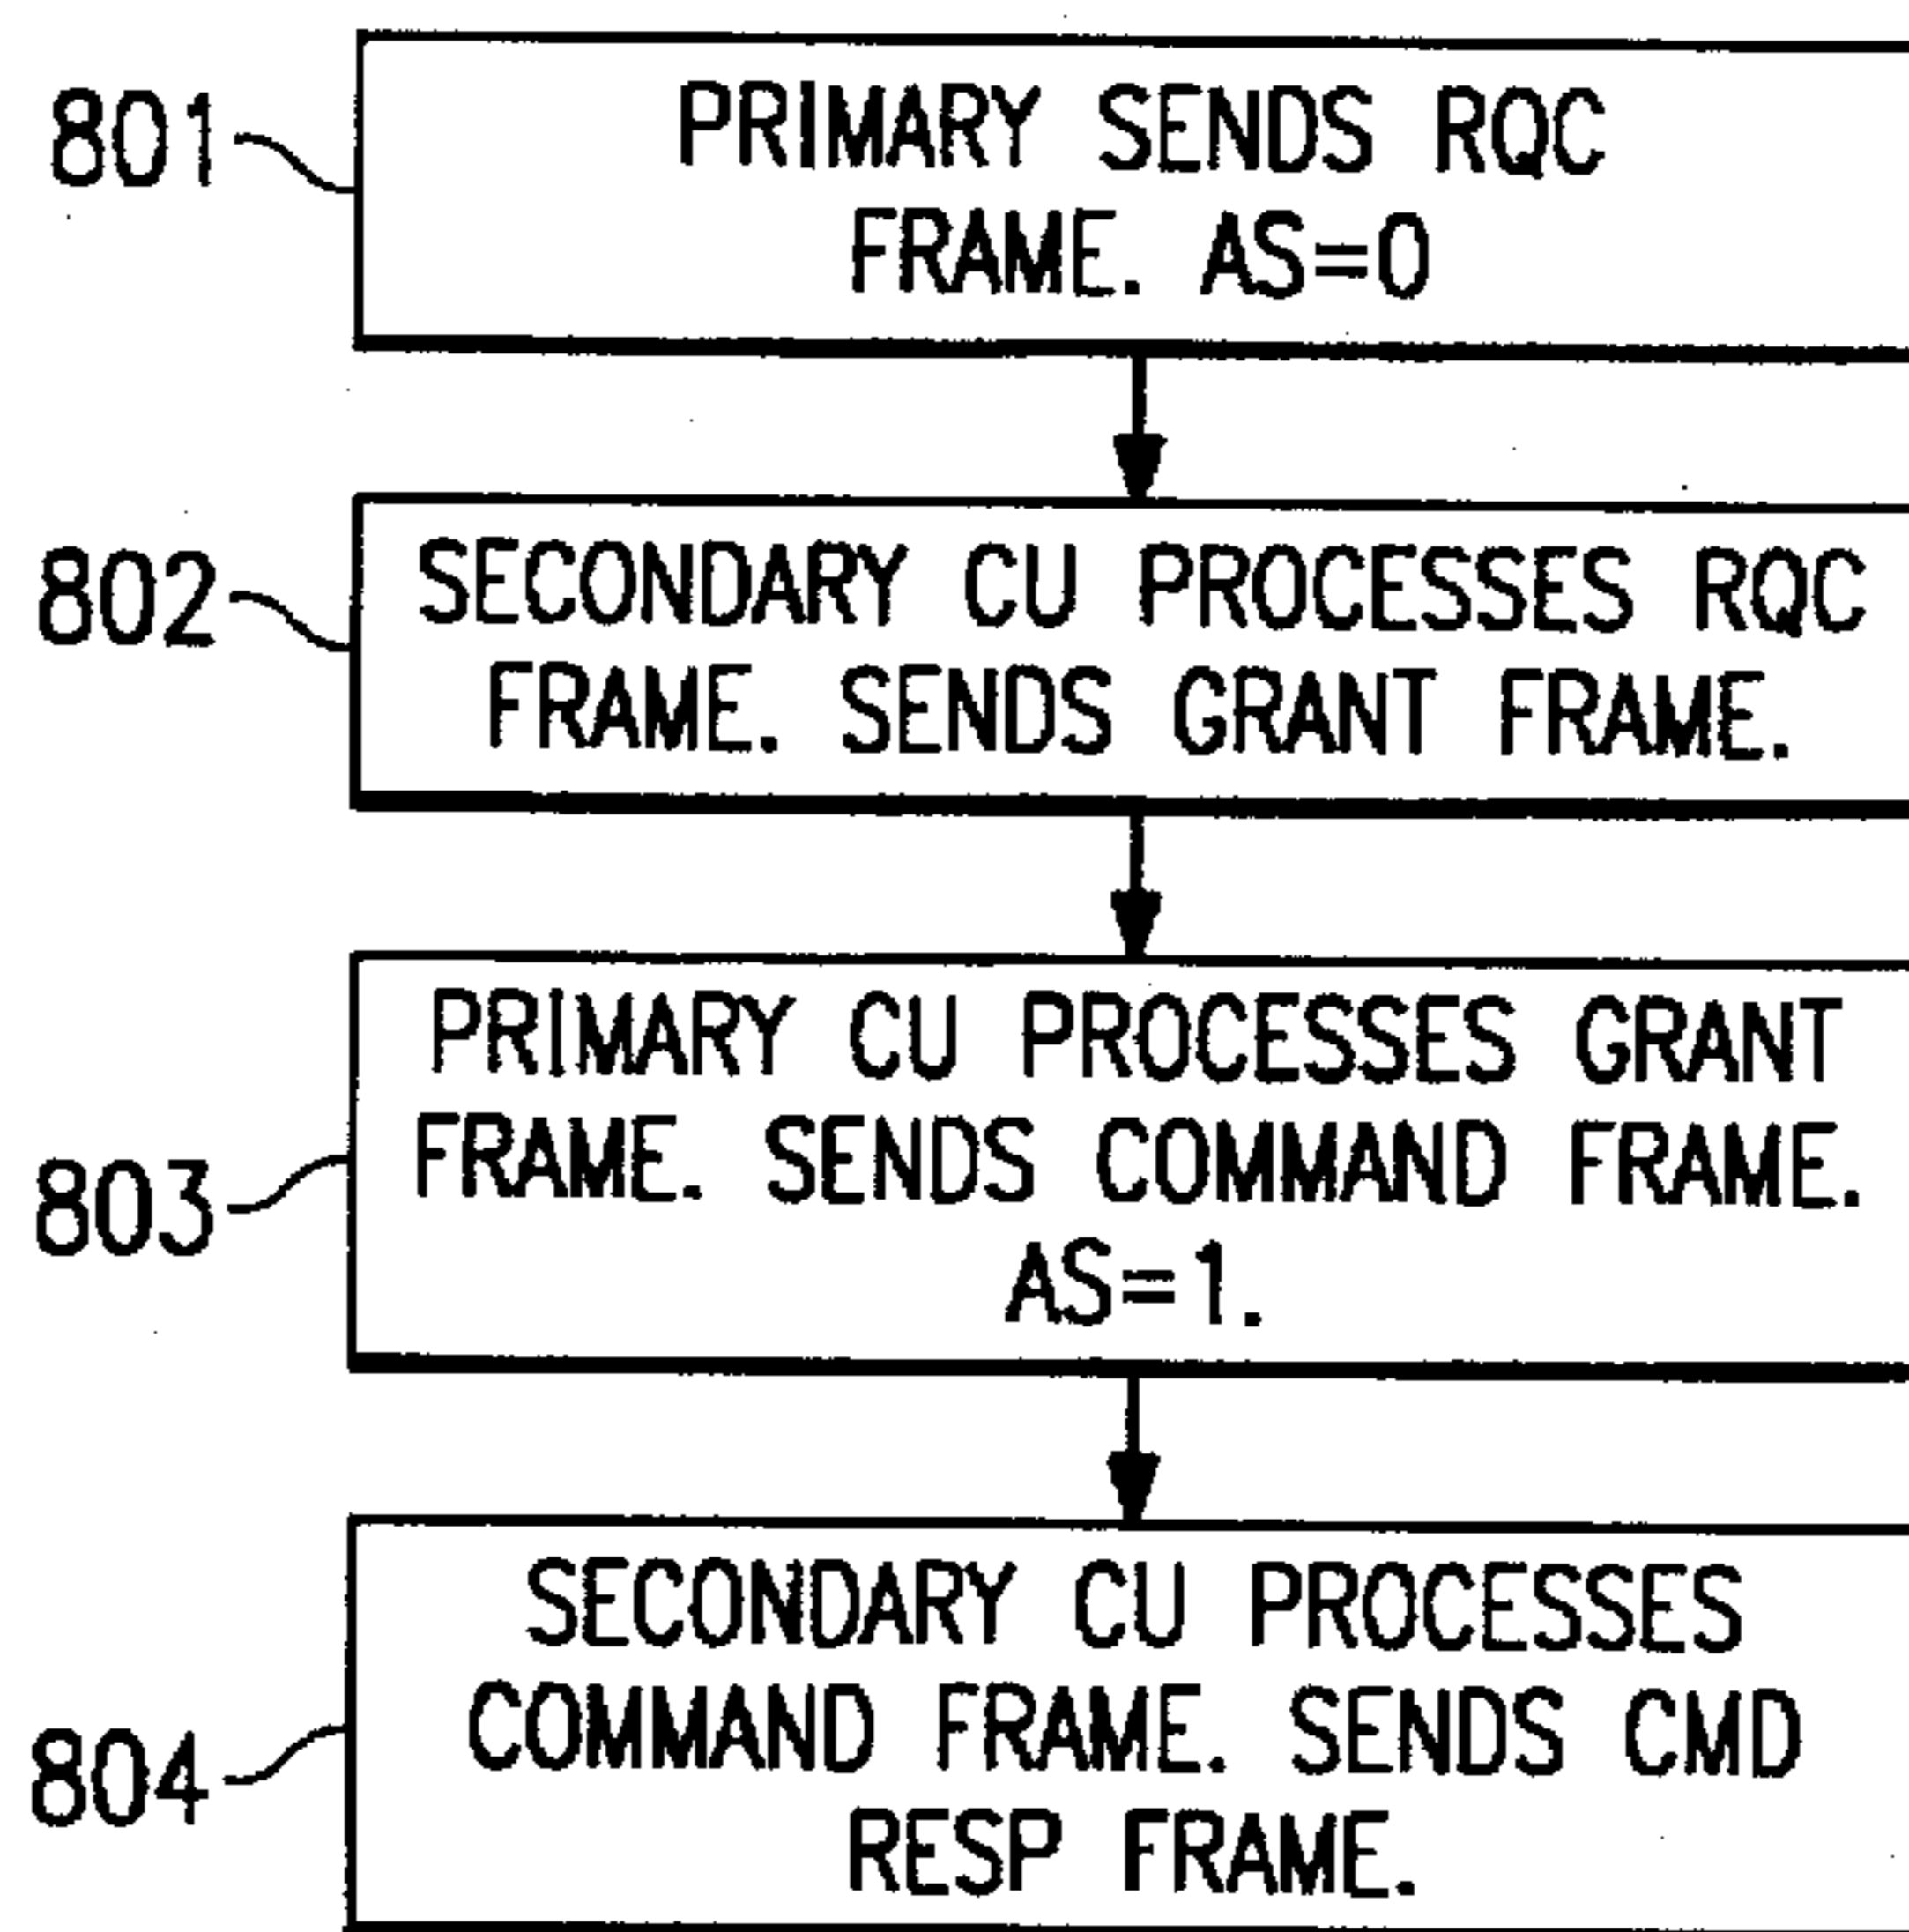 801
PRIMARY SENDS RQC
FRAME. AS=0
802
SECONDARY CU PROCESSES RQC
FRAME. SENDS GRANT FRAME.
803
PRIMARY CU PROCESSES GRANT
FRAME. SENDS COMMAND FRAME.
AS=1.
804
SECONDARY CU PROCESSES
COMMAND FRAME. SENDS CMD
RESP FRAME.